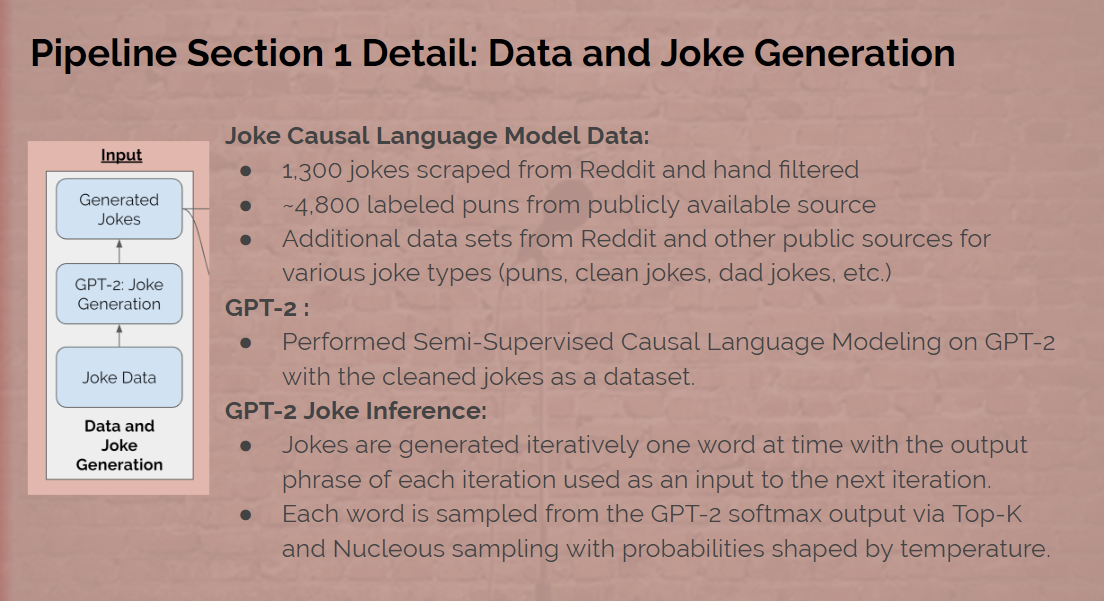 Pipeline Section 1 Detail: Data and Joke Generation
Input
Generated
Jokes
GPT-2: Joke
Generation
Joke Data
Data and
Joke
Generation
Joke Causal Language Model Data:
● 1,300 jokes scraped from Reddit and hand filtered
● ~4,800 labeled puns from publicly available source
● Additional data sets from Reddit and other public sources for
various joke types (puns, clean jokes, dad jokes, etc.)
GPT-2 :
● Performed Semi-Supervised Causal Language Modeling on GPT-2
with the cleaned jokes as a dataset.
GPT-2 Joke Inference:
● Jokes are generated iteratively one word at time with the output
phrase of each iteration used as an input to the next iteration.
● Each word is sampled from the GPT-2 softmax output via Top-K
and Nucleous sampling with probabilities shaped by temperature.